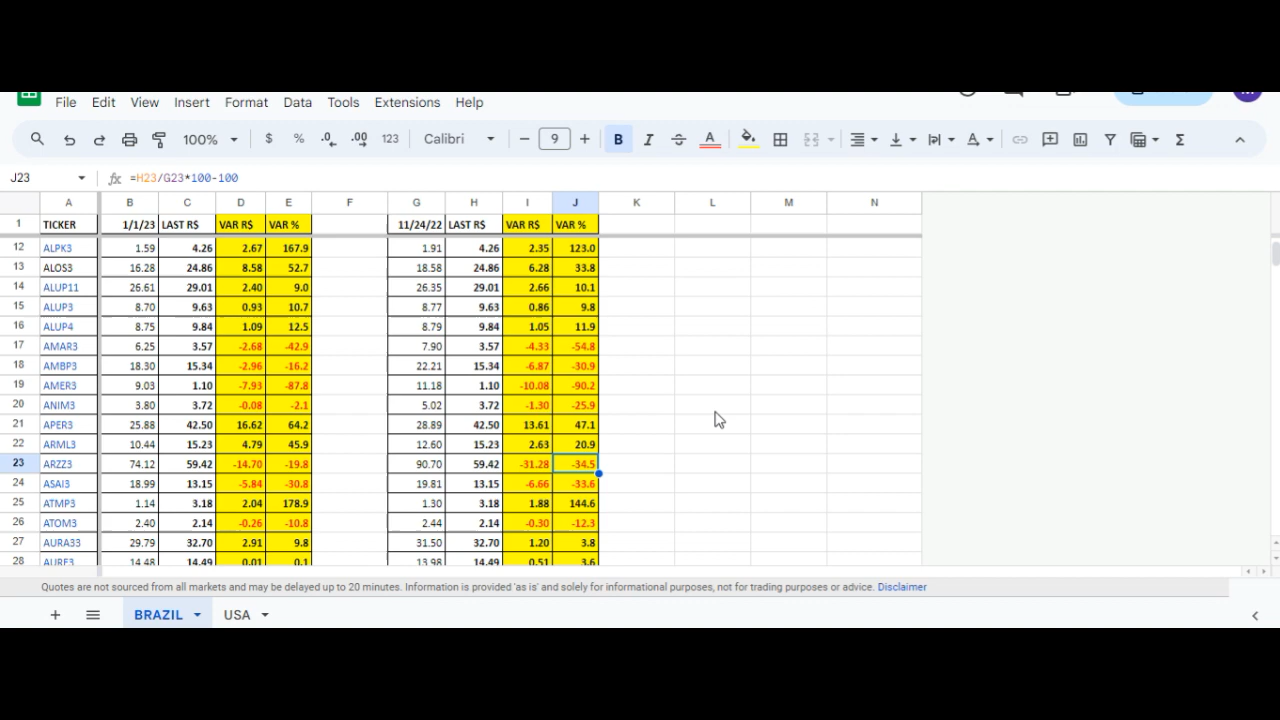 File Edit View Insert Format Data Tools Extensions Help
100% $ % .0 .00 123 Calibri 9 B I A Σ
J23 fx =H23/G23*100-100
A B C D E F G H I J K L M N
1 TICKER 1/1/23 LAST R$ VAR R$ VAR % 11/24/22 LAST R$ VAR R$ VAR %
12 ALPK3 1.59 4.26 2.67 167.9 1.91 4.26 2.35 123.0
13 ALOS3 16.28 24.86 8.58 52.7 18.58 24.86 6.28 33.8
14 ALUP11 26.61 29.01 2.40 9.0 26.35 29.01 2.66 10.1
15 ALUP3 8.70 9.63 0.93 10.7 8.77 9.63 0.86 9.8
16 ALUP4 8.75 9.84 1.09 12.5 8.79 9.84 1.05 11.9
17 AMAR3 6.25 3.57 -2.68 -42.9 7.90 3.57 -4.33 -54.8
18 AMBP3 18.30 15.34 -2.96 -16.2 22.21 15.34 -6.87 -30.9
19 AMER3 9.03 1.10 -7.93 -87.8 11.18 1.10 -10.08 -90.2
20 ANIM3 3.80 3.72 -0.08 -2.1 5.02 3.72 -1.30 -25.9
21 APER3 25.88 42.50 16.62 64.2 28.89 42.50 13.61 47.1
22 ARML3 10.44 15.23 4.79 45.9 12.60 15.23 2.63 20.9
23 ARZZ3 74.12 59.42 -14.70 -19.8 90.70 59.42 -31.28 -34.5
24 ASAI3 18.99 13.15 -5.84 -30.8 19.81 13.15 -6.66 -33.6
25 ATMP3 1.14 3.18 2.04 178.9 1.30 3.18 1.88 144.6
26 ATOM3 2.40 2.14 -0.26 -10.8 2.44 2.14 -0.30 -12.3
27 AURA33 29.79 32.70 2.91 9.8 31.50 32.70 1.20 3.8
28 AURE3 14.48 14.49 0.01 0.1 13.98 14.49 0.51 3.6
Quotes are not sourced from all markets and may be delayed up to 20 minutes. Information is provided 'as is' and solely for informational purposes, not for trading purposes or advice. Disclaimer
BRAZIL USA